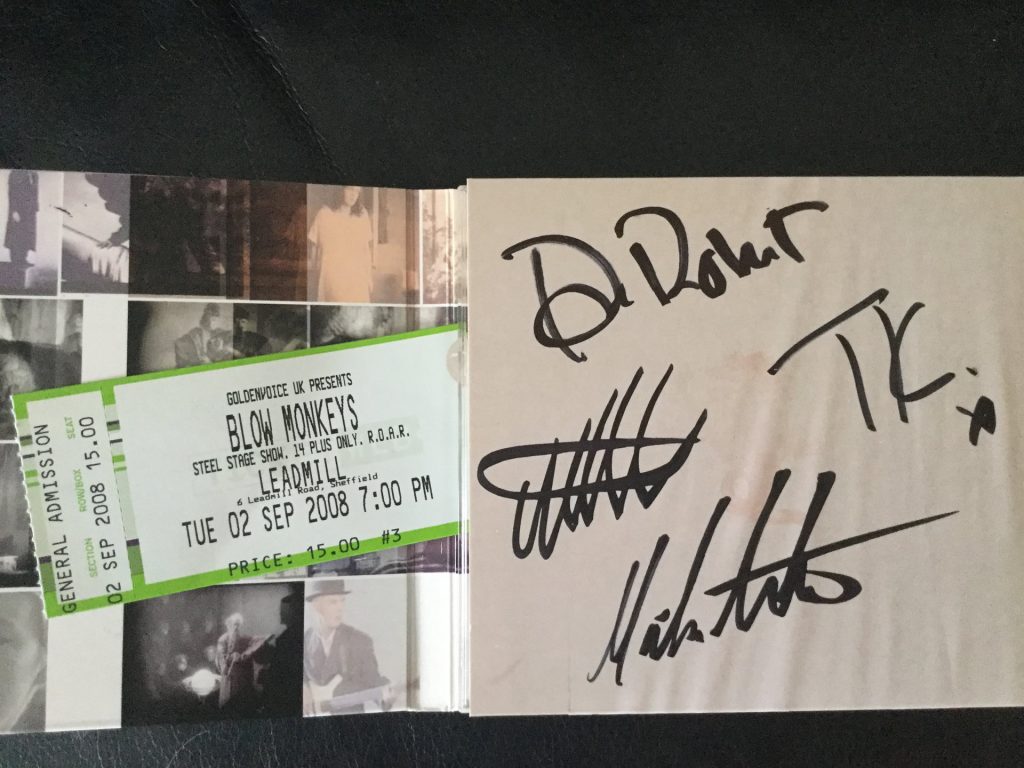 GENERAL ADMISSION
SECTION ROW/BOX SEAT
02 SEP 2008 15.00
GOLDENVOICE UK PRESENTS
BLOW MONKEYS
STEEL STAGE SHOW. 14 PLUS ONLY. R.O.A.R.
LEADMILL
6 Leadmill Road, Sheffield
TUE 02 SEP 2008 7:00 PM
PRICE: 15.00 #3
Dr Robert
TK.
x